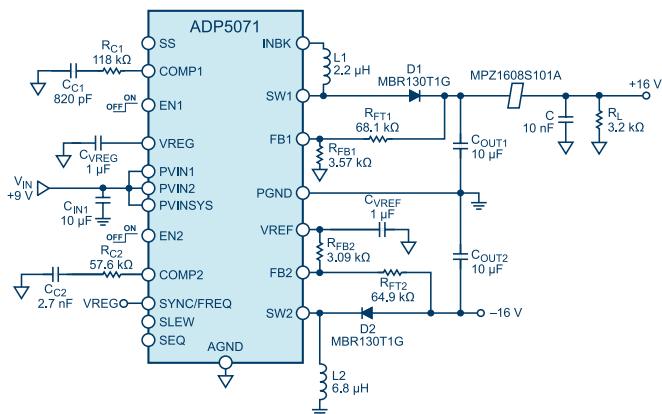 ADP5071
RC1
118 kΩ
CC1
820 pF
SS
COMP1
ON
OFF
EN1
CVREG
1 µF
VREG
VIN
+9 V
CIN1
10 µF
PVIN1
PVIN2
PVINSYS
ON
OFF
EN2
RC2
57.6 kΩ
CC2
2.7 nF
COMP2
VREG
SYNC/FREQ
SLEW
SEQ
AGND
INBK
L1
2.2 µH
SW1
D1
MBR130T1G
MPZ1608S101A
+16 V
C
10 nF
RL
3.2 kΩ
RFT1
68.1 kΩ
FB1
RFB1
3.57 kΩ
COUT1
10 µF
PGND
CVREF
1 µF
VREF
RFB2
3.09 kΩ
FB2
RFT2
64.9 kΩ
COUT2
10 µF
SW2
D2
MBR130T1G
–16 V
L2
6.8 µH